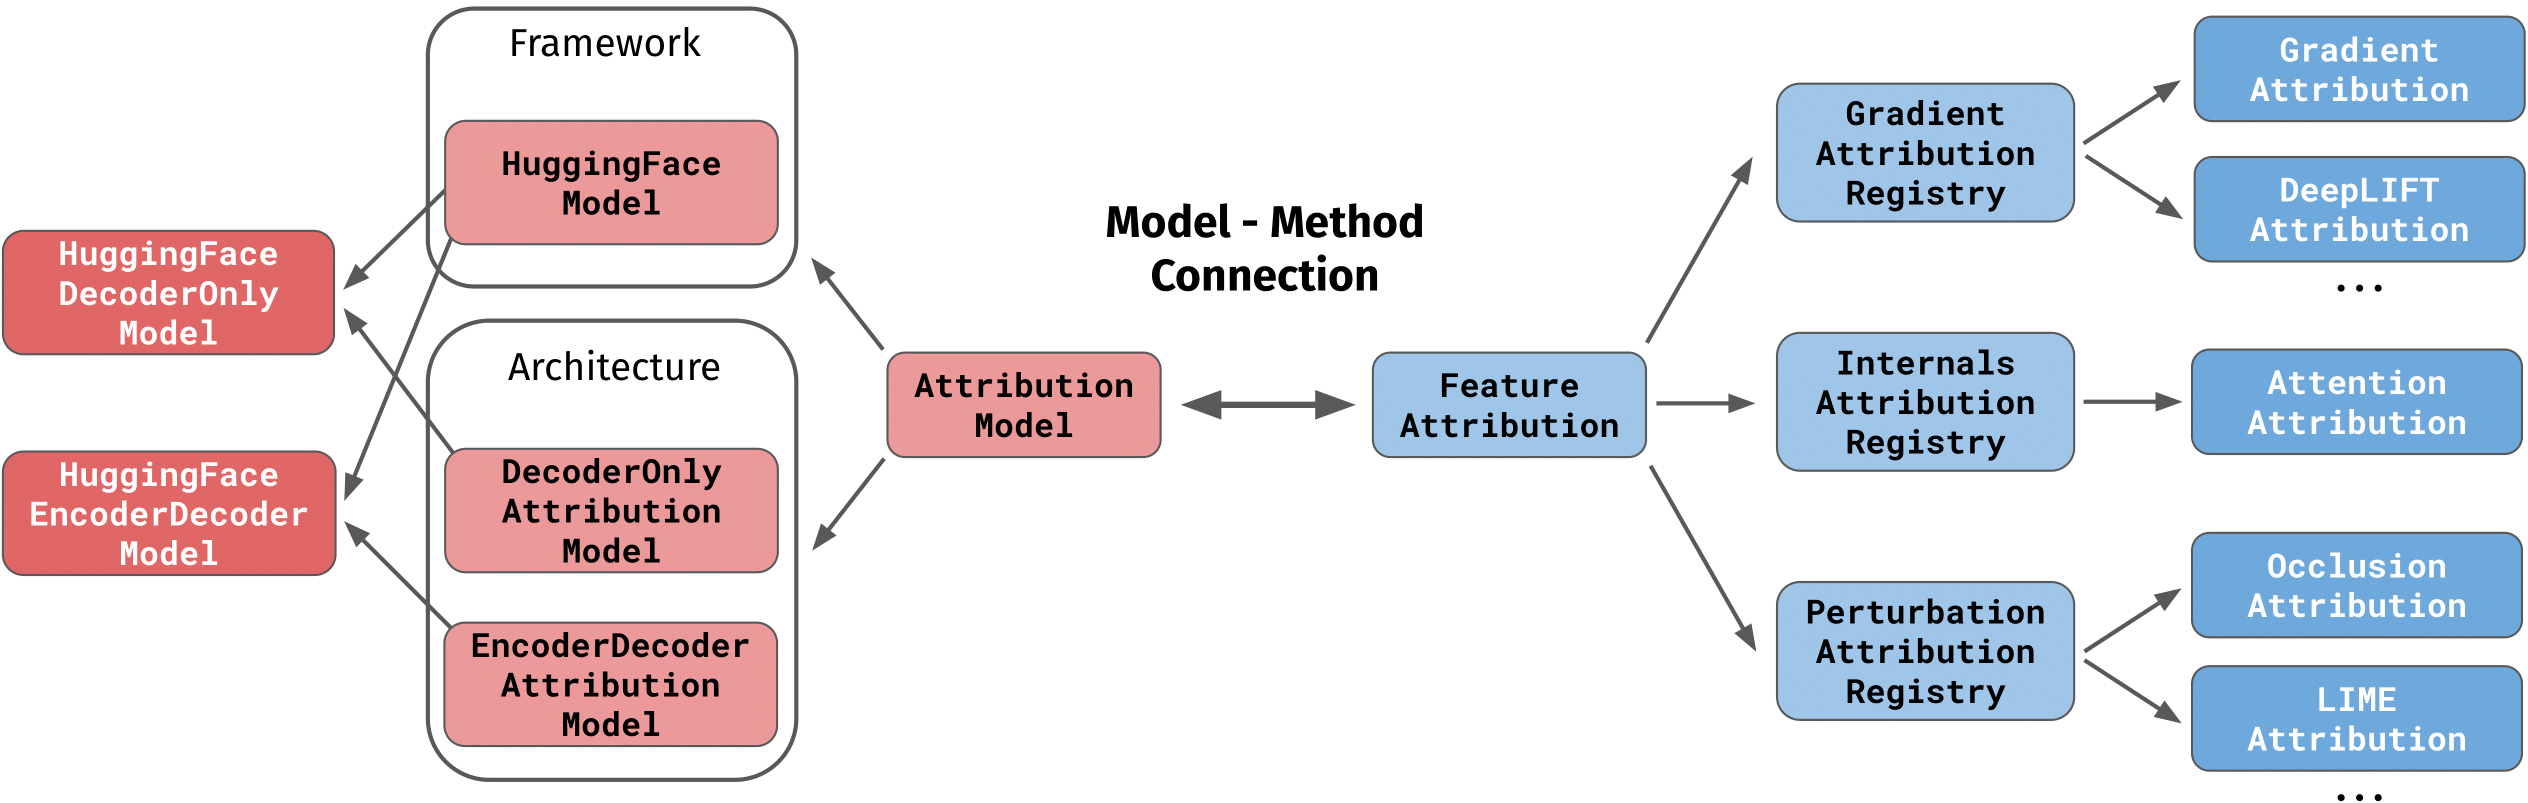 Framework
HuggingFace
Model
HuggingFace
DecoderOnly
Model
HuggingFace
EncoderDecoder
Model
Architecture
DecoderOnly
Attribution
Model
EncoderDecoder
Attribution
Model
Model - Method
Connection
Attribution
Model
Feature
Attribution
Gradient
Attribution
Registry
Gradient
Attribution
DeepLIFT
Attribution
...
Internals
Attribution
Registry
Attention
Attribution
Perturbation
Attribution
Registry
Occlusion
Attribution
LIME
Attribution
...